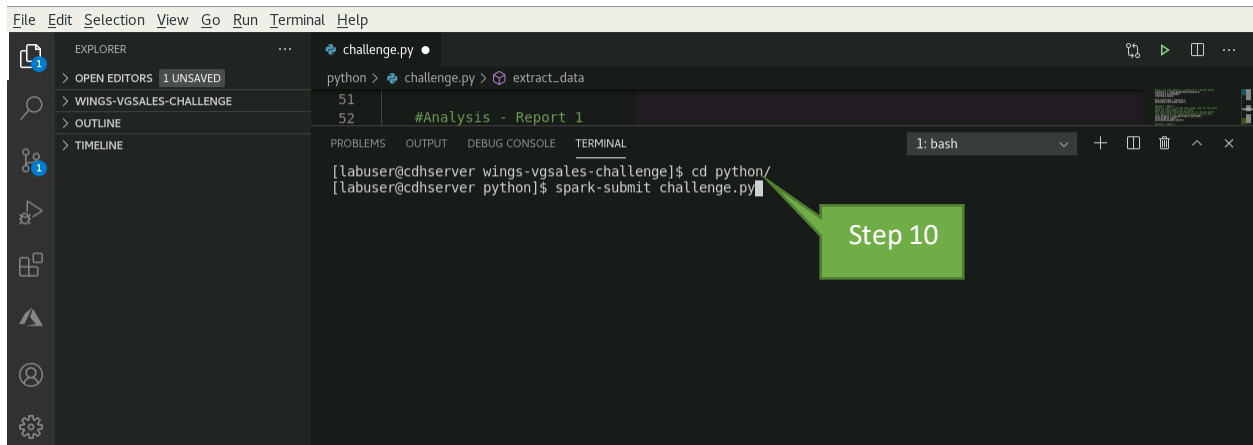 File Edit Selection View Go Run Terminal Help
EXPLORER
challenge.py
1
OPEN EDITORS 1 UNSAVED
python > challenge.py > extract_data
WINGS-VGSALES-CHALLENGE
51
OUTLINE
52 #Analysis - Report 1
TIMELINE
PROBLEMS OUTPUT DEBUG CONSOLE TERMINAL 1: bash
1
[labuser@cdhserver wings-vgsales-challenge]$ cd python/
[labuser@cdhserver python]$ spark-submit challenge.py
Step 10